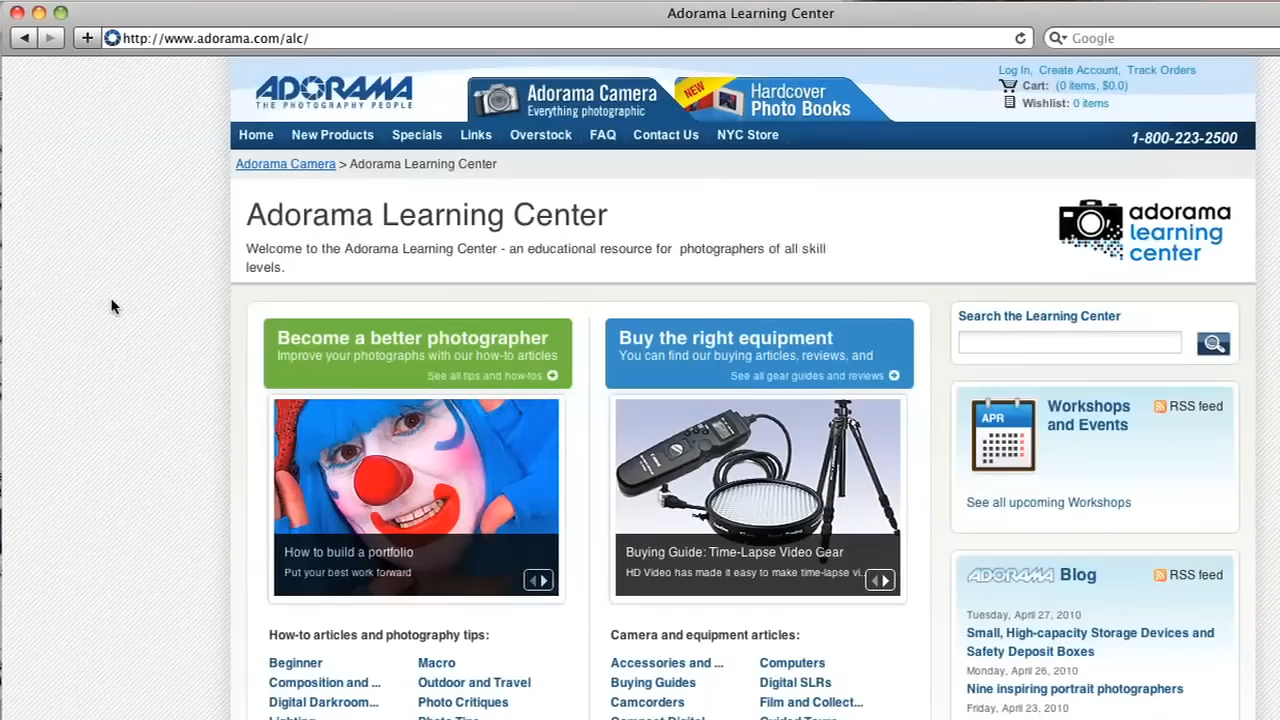 Adorama Learning Center
http://www.adorama.com/alc/
Google
ADORAMA
THE PHOTOGRAPHY PEOPLE
Adorama Camera
Everything photographic
NEW
Hardcover
Photo Books
Log In, Create Account, Track Orders
Cart: (0 items, $0.0)
Wishlist: 0 items
Home New Products Specials Links Overstock FAQ Contact Us NYC Store
1-800-223-2500
Adorama Camera > Adorama Learning Center
Adorama Learning Center
Welcome to the Adorama Learning Center - an educational resource for photographers of all skill
levels.
adorama
learning
center
Become a better photographer
Improve your photographs with our how-to articles
See all tips and how-tos
Buy the right equipment
You can find our buying articles, reviews, and
See all gear guides and reviews
Search the Learning Center
APR
Workshops
and Events
RSS feed
See all upcoming Workshops
How to build a portfolio
Put your best work forward
Buying Guide: Time-Lapse Video Gear
HD Video has made it easy to make time-lapse vi...
ADORAMA Blog
RSS feed
Tuesday, April 27, 2010
Small, High-capacity Storage Devices and
Safety Deposit Boxes
Monday, April 26, 2010
Nine inspiring portrait photographers
Friday, April 23, 2010
How-to articles and photography tips:
Beginner Macro
Composition and ... Outdoor and Travel
Digital Darkroom... Photo Critiques
Lighting Photo Tips
Camera and equipment articles:
Accessories and ... Computers
Buying Guides Digital SLRs
Camcorders Film and Collect...
Compact Digital Guided Tours